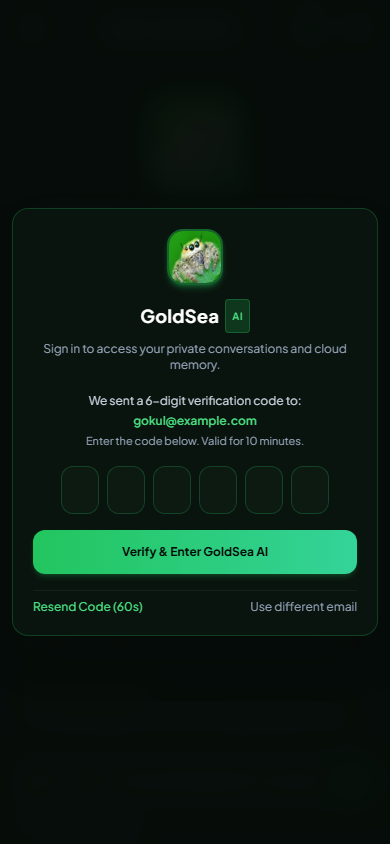 GoldSea AI
Sign in to access your private conversations and cloud
memory.
We sent a 6-digit verification code to:
gokul@example.com
Enter the code below. Valid for 10 minutes.
Verify & Enter GoldSea AI
Resend Code (60s) Use different email